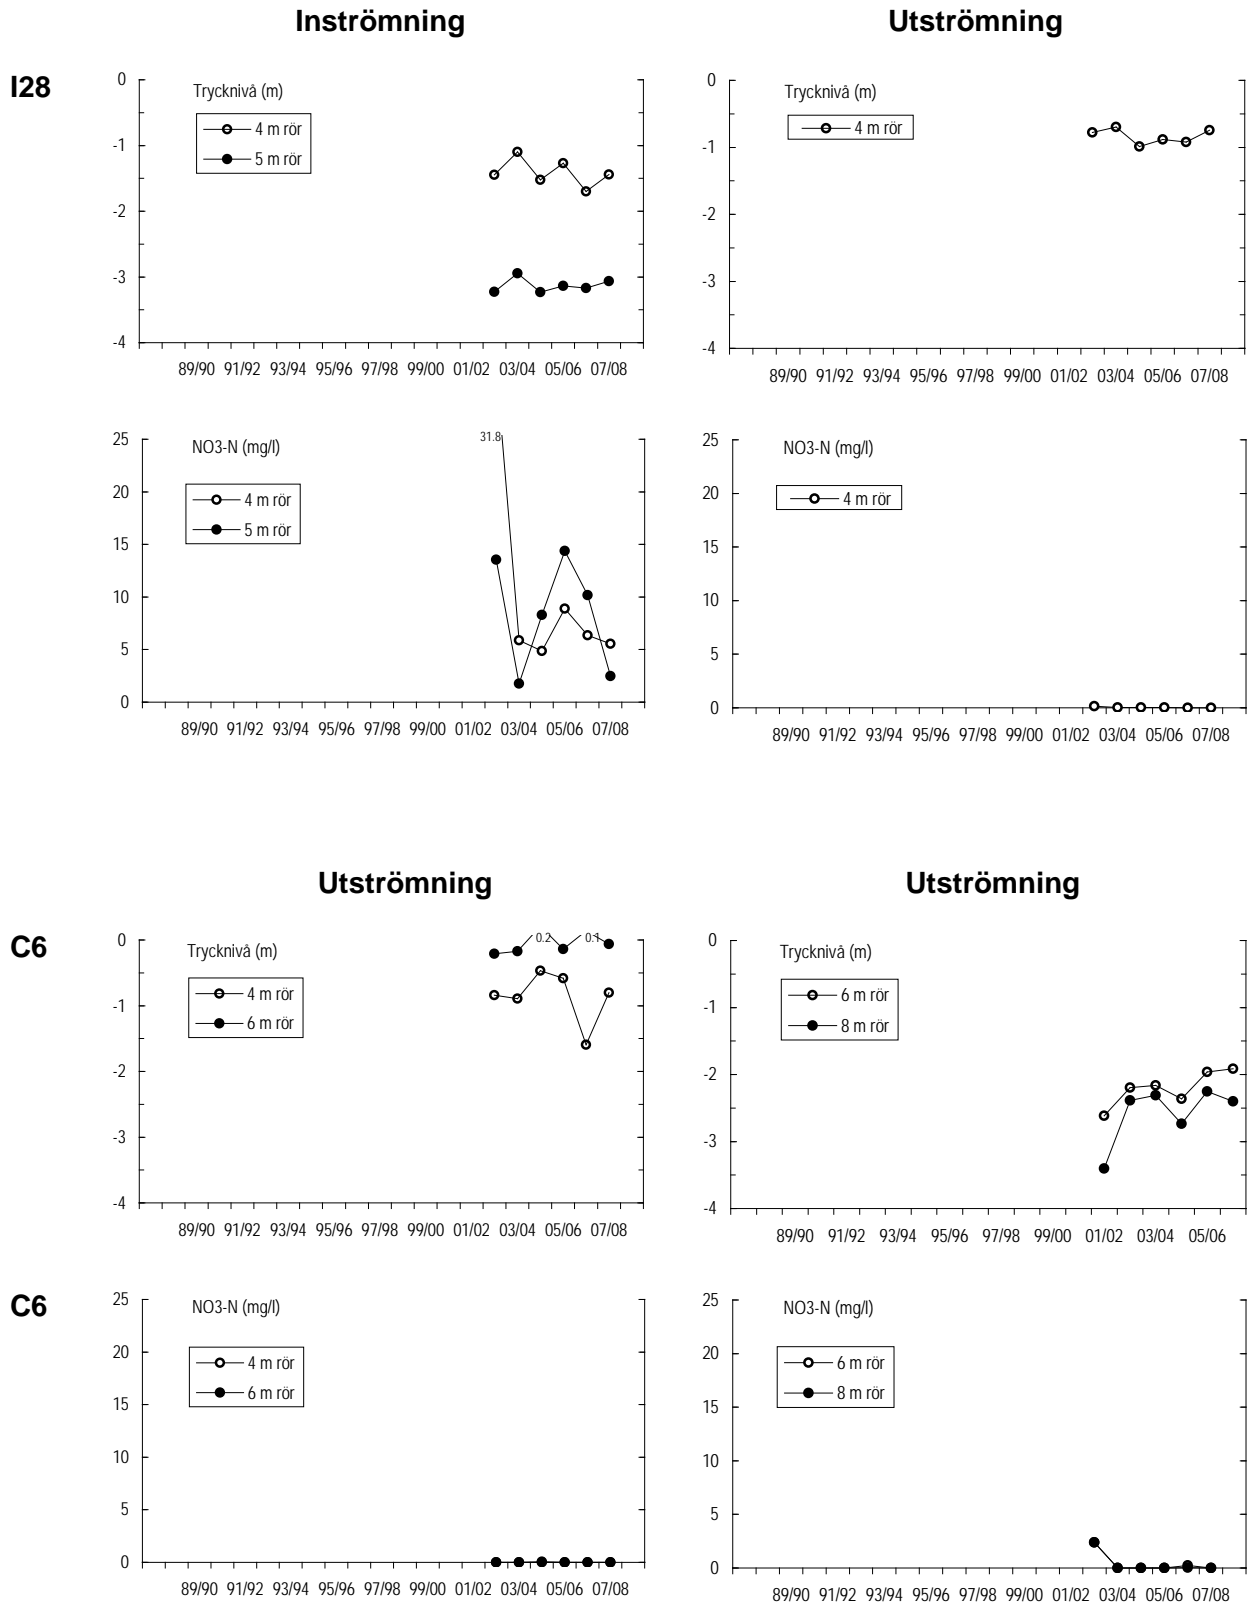 Inströmning
Utströmning
I28
Trycknivå (m)
4 m rör
5 m rör
0
-1
-2
-3
-4
89/90 91/92 93/94 95/96 97/98 99/00 01/02 03/04 05/06 07/08
Trycknivå (m)
4 m rör
0
-1
-2
-3
-4
89/90 91/92 93/94 95/96 97/98 99/00 01/02 03/04 05/06 07/08
NO3-N (mg/l)
4 m rör
5 m rör
31.8
25
20
15
10
5
0
89/90 91/92 93/94 95/96 97/98 99/00 01/02 03/04 05/06 07/08
NO3-N (mg/l)
4 m rör
25
20
15
10
5
0
89/90 91/92 93/94 95/96 97/98 99/00 01/02 03/04 05/06 07/08
Utströmning
Utströmning
C6
Trycknivå (m)
4 m rör
6 m rör
0.2
0.1
0
-1
-2
-3
-4
89/90 91/92 93/94 95/96 97/98 99/00 01/02 03/04 05/06 07/08
Trycknivå (m)
6 m rör
8 m rör
0
-1
-2
-3
-4
89/90 91/92 93/94 95/96 97/98 99/00 01/02 03/04 05/06
C6
NO3-N (mg/l)
4 m rör
6 m rör
25
20
15
10
5
0
89/90 91/92 93/94 95/96 97/98 99/00 01/02 03/04 05/06 07/08
NO3-N (mg/l)
6 m rör
8 m rör
25
20
15
10
5
0
89/90 91/92 93/94 95/96 97/98 99/00 01/02 03/04 05/06 07/08